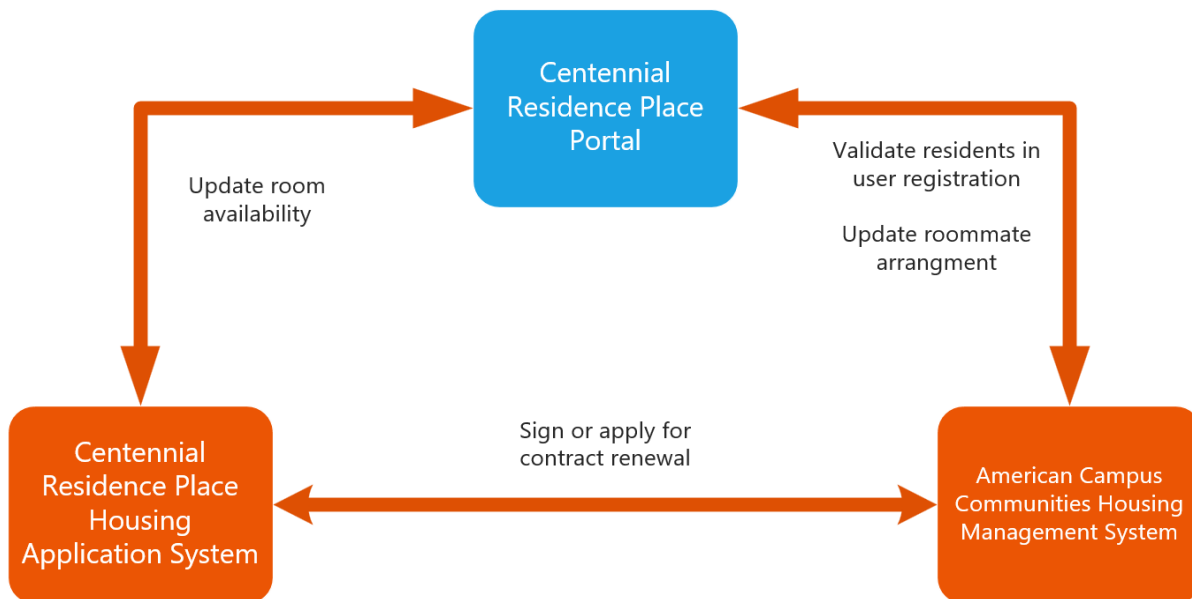 Centennial
Residence Place
Portal
Update room
availability
Validate residents in
user registration
Update roommate
arrangment
Sign or apply for
contract renewal
Centennial
Residence Place
Housing
Application System
American Campus
Communities Housing
Management System